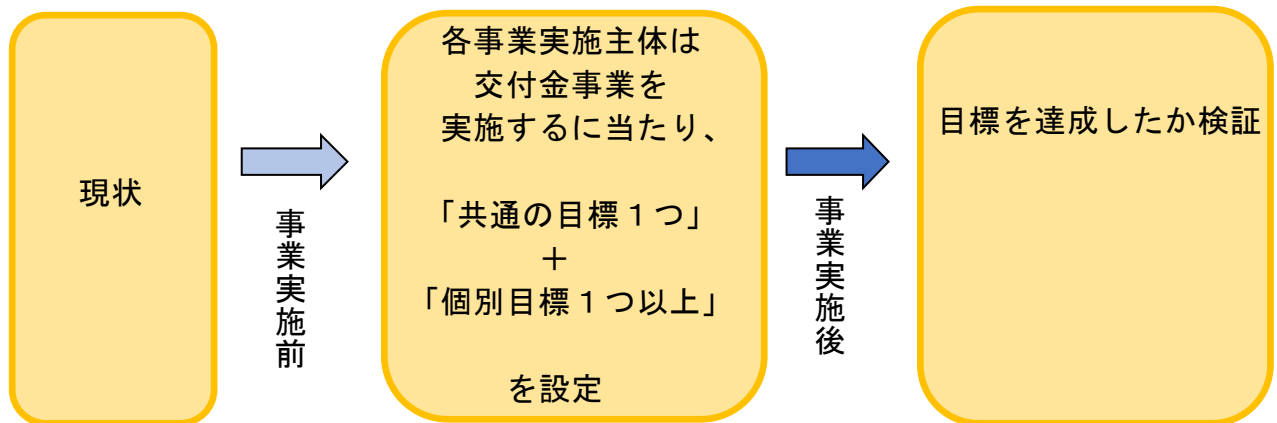 現状
事業実施前
各事業実施主体は
交付金事業を
実施するに当たり、
「共通の目標１つ」
＋
「個別目標１つ以上」
を設定
事業実施後
目標を達成したか検証